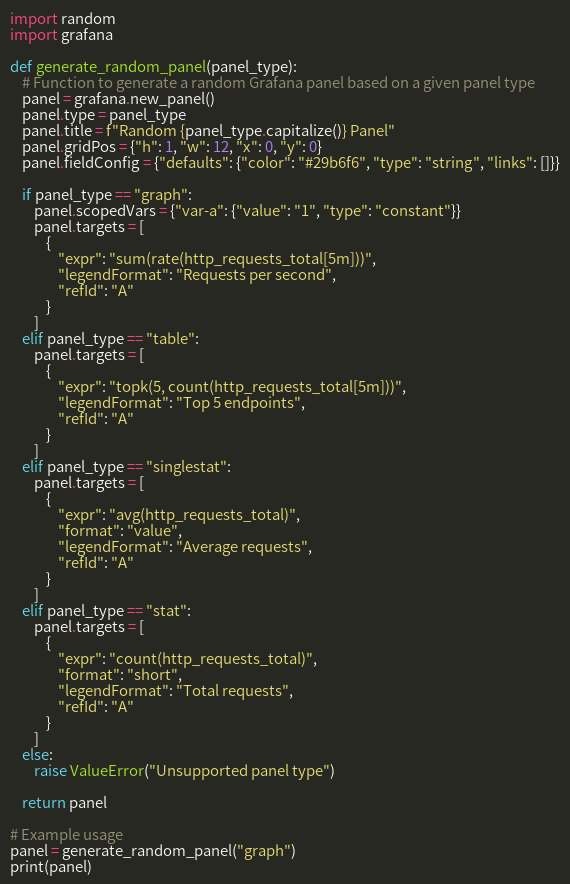 import random
import grafana

def generate_random_panel(panel_type):
    # Function to generate a random Grafana panel based on a given panel type
    panel = grafana.new_panel()
    panel.type = panel_type
    panel.title = f"Random {panel_type.capitalize()} Panel"
    panel.gridPos = {"h": 1, "w": 12, "x": 0, "y": 0}
    panel.fieldConfig = {"defaults": {"color": "#29b6f6", "type": "string", "links": []}}

    if panel_type == "graph":
        panel.scopedVars = {"var-a": {"value": "1", "type": "constant"}}
        panel.targets = [
            {
                "expr": "sum(rate(http_requests_total[5m]))",
                "legendFormat": "Requests per second",
                "refId": "A"
            }
        ]
    elif panel_type == "table":
        panel.targets = [
            {
                "expr": "topk(5, count(http_requests_total[5m]))",
                "legendFormat": "Top 5 endpoints",
                "refId": "A"
            }
        ]
    elif panel_type == "singlestat":
        panel.targets = [
            {
                "expr": "avg(http_requests_total)",
                "format": "value",
                "legendFormat": "Average requests",
                "refId": "A"
            }
        ]
    elif panel_type == "stat":
        panel.targets = [
            {
                "expr": "count(http_requests_total)",
                "format": "short",
                "legendFormat": "Total requests",
                "refId": "A"
            }
        ]
    else:
        raise ValueError("Unsupported panel type")

    return panel

# Example usage
panel = generate_random_panel("graph")
print(panel)